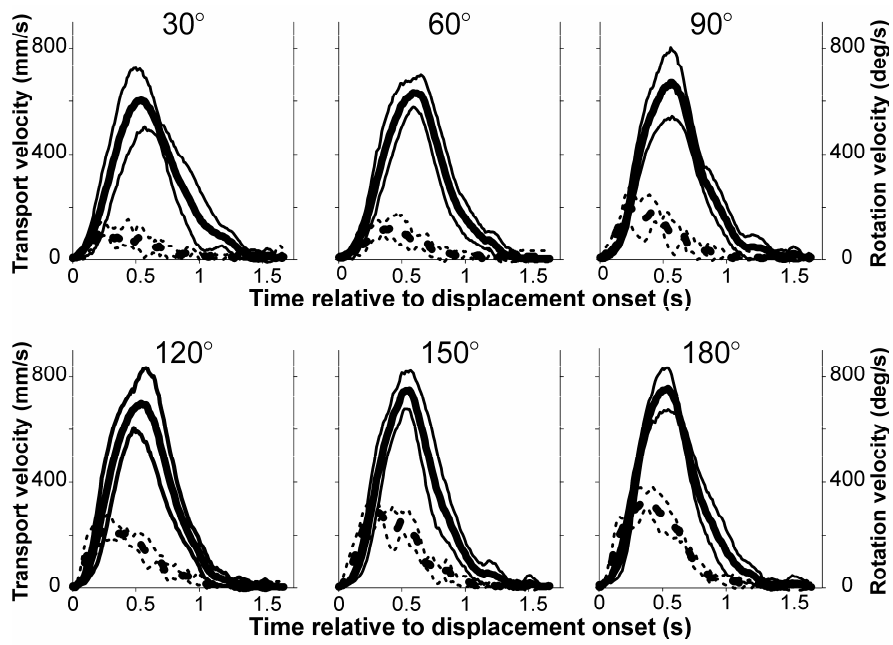 30° 60° 90°
Transport velocity (mm/s)
800
400
0
0 0.5 1 1.5
0 0.5 1 1.5
0 0.5 1 1.5
800
400
0
Rotation velocity (deg/s)
Time relative to displacement onset (s)
120° 150° 180°
Transport velocity (mm/s)
800
400
0
0 0.5 1 1.5
0 0.5 1 1.5
0 0.5 1 1.5
800
400
0
Rotation velocity (deg/s)
Time relative to displacement onset (s)